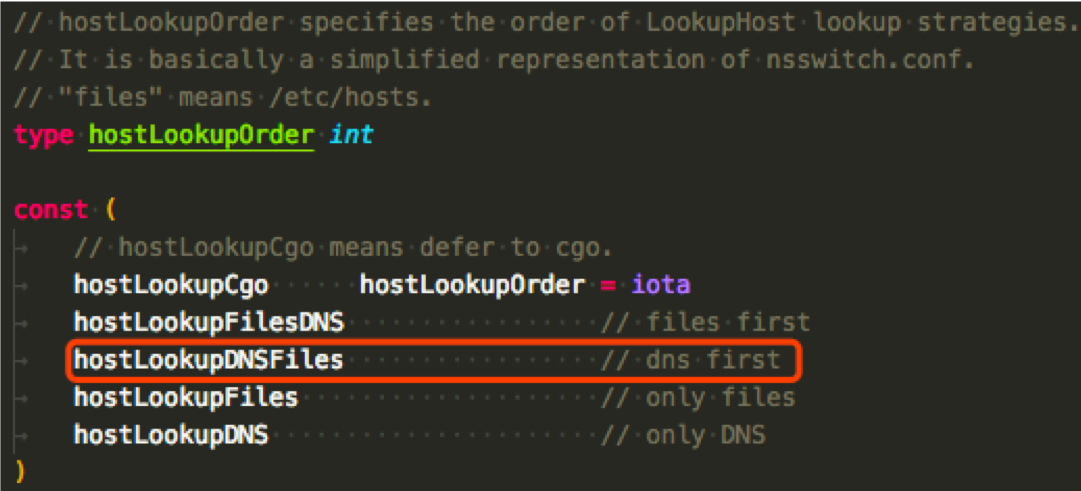 // hostLookupOrder specifies the order of LookupHost lookup strategies.
// It is basically a simplified representation of nsswitch.conf.
// "files" means /etc/hosts.
type hostLookupOrder int
const (
// hostLookupCgo means defer to cgo.
hostLookupCgo hostLookupOrder = iota
hostLookupFilesDNS // files first
hostLookupDNSFiles // dns first
hostLookupFiles // only files
hostLookupDNS // only DNS
)